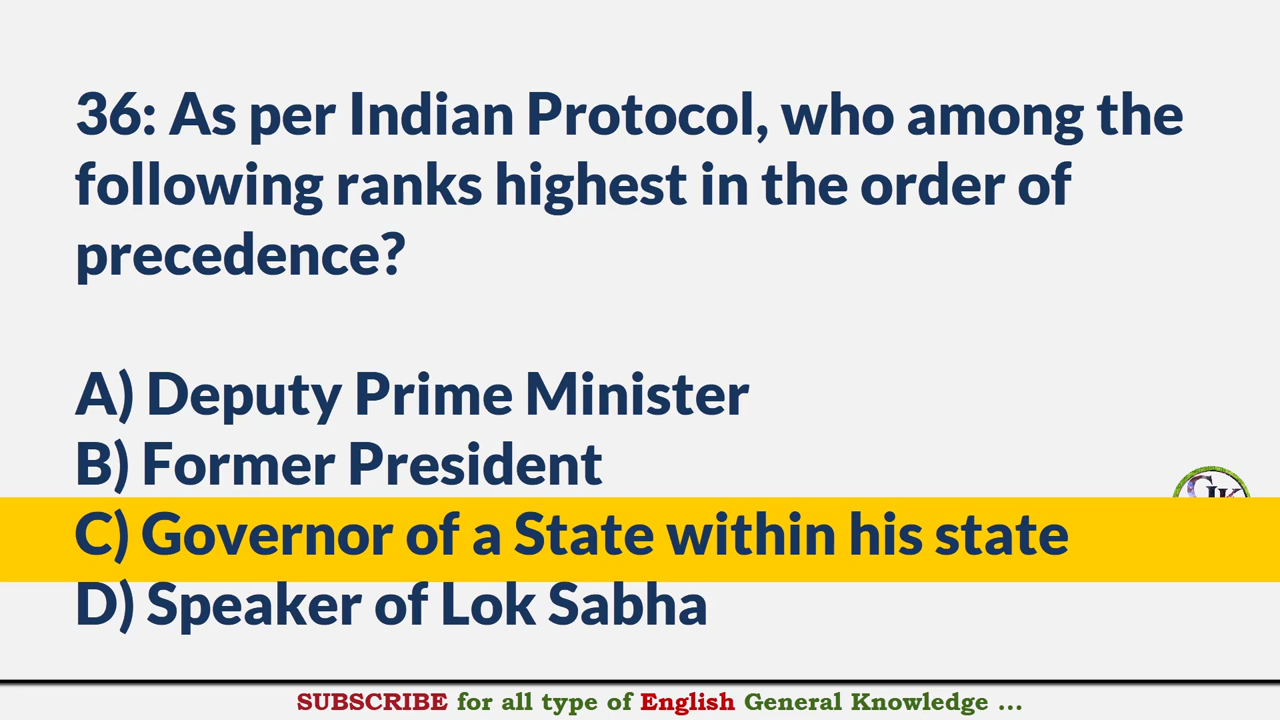 36: As per Indian Protocol, who among the
following ranks highest in the order of
precedence?
A) Deputy Prime Minister
B) Former President
C) Governor of a State within his state
D) Speaker of Lok Sabha
SUBSCRIBE for all type of English General Knowledge ...